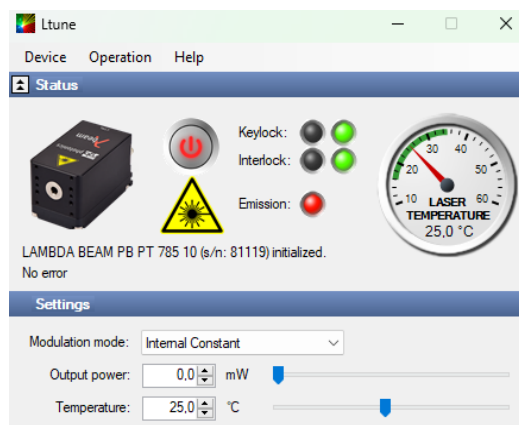 Ltune
Device Operation Help
Status
Keylock:
Interlock:
Emission:
20 30 40 50
10 60
LASER
TEMPERATURE
25,0 °C
LAMBDA BEAM PB PT 785 10 (s/n: 81119) initialized.
No error
Settings
Modulation mode: Internal Constant
Output power: 0,0 mW
Temperature: 25,0 °C